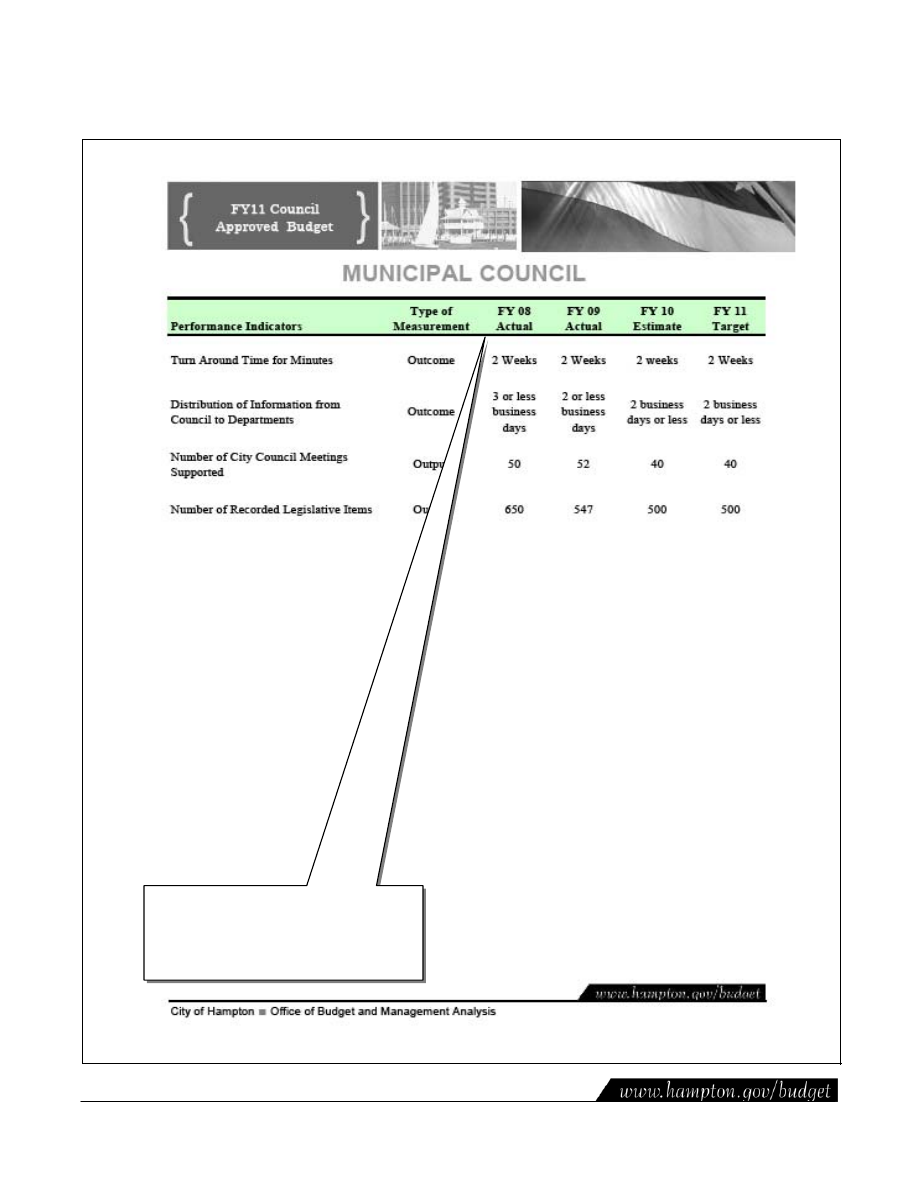 FY11 Council
Approved Budget
MUNICIPAL COUNCIL
Performance Indicators Type of Measurement FY 08 Actual FY 09 Actual FY 10 Estimate FY 11 Target
Turn Around Time for Minutes Outcome 2 Weeks 2 Weeks 2 weeks 2 Weeks
Distribution of Information from Council to Departments Outcome 3 or less business days 2 or less business days 2 business days or less 2 business days or less
Number of City Council Meetings Supported Outpu 50 52 40 40
Number of Recorded Legislative Items Ou 650 547 500 500
www.hampton.gov/budget
City of Hampton ■ Office of Budget and Management Analysis
www.hampton.gov/budget